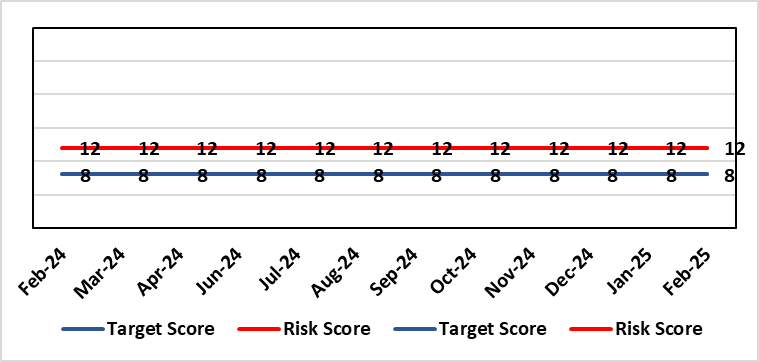 12 12 12 12 12 12 12 12 12 12 12 12
8 8 8 8 8 8 8 8 8 8 8 8
Feb-24 Mar-24 Apr-24 Jun-24 Jul-24 Aug-24 Sep-24 Oct-24 Nov-24 Dec-24 Jan-25 Feb-25
Target Score Risk Score Target Score Risk Score